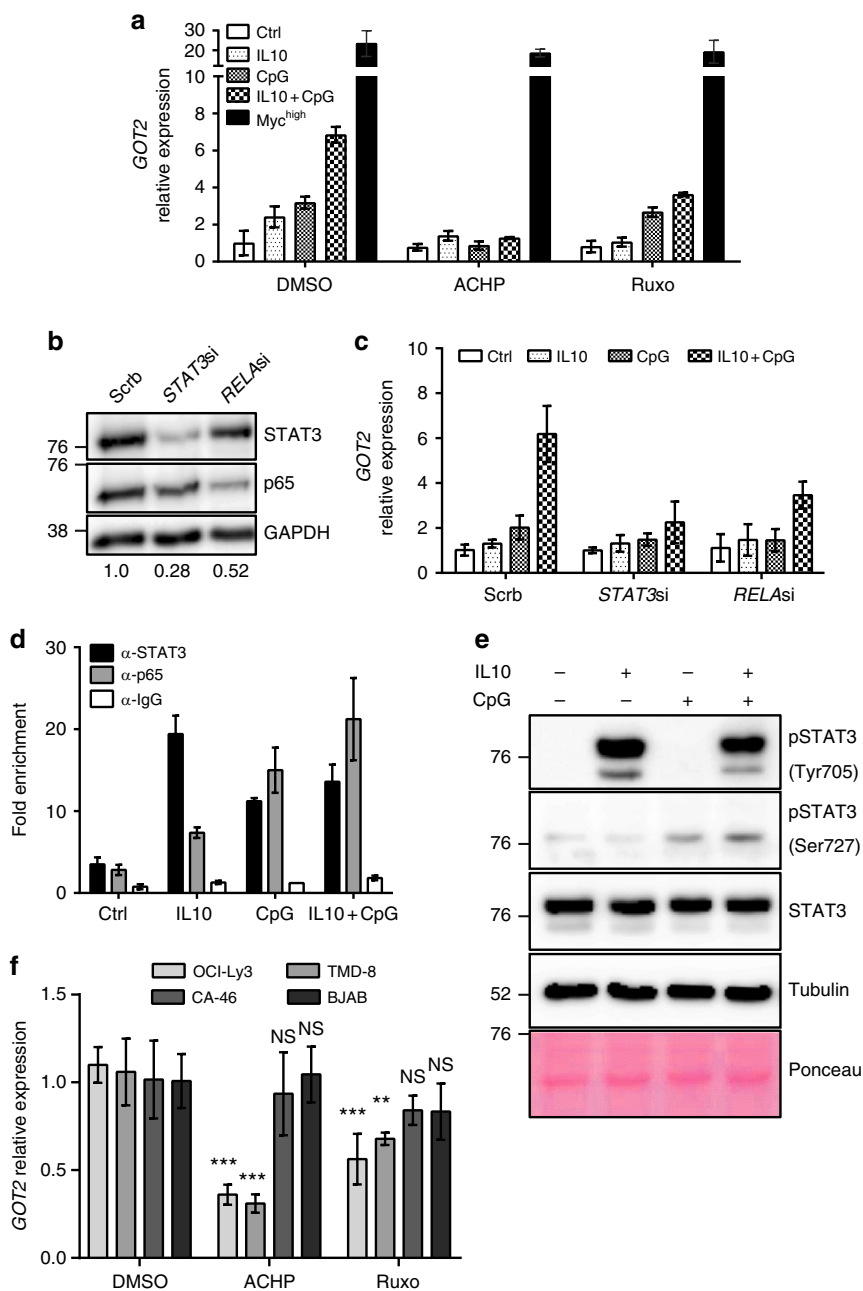 a
Ctrl
IL10
CpG
IL10 + CpG
Myc^high
GOT2
relative expression
30
20
10
8
6
4
2
0
DMSO ACHP Ruxo
b
Scrb STAT3si RELAsi
76 STAT3
76
p65
38 GAPDH
1.0 0.28 0.52
c
Ctrl IL10 CpG IL10 + CpG
GOT2
relative expression
10
8
6
4
2
0
Scrb STAT3si RELAsi
d
α-STAT3
α-p65
α-IgG
Fold enrichment
30
20
10
0
Ctrl IL10 CpG IL10 + CpG
e
IL10 – + – +
CpG – – + +
76 pSTAT3
(Tyr705)
76 pSTAT3
(Ser727)
76 STAT3
52 Tubulin
76
Ponceau
f
OCI-Ly3 TMD-8
CA-46 BJAB
GOT2 relative expression
1.5
1.0
0.5
0.0
*** *** NS NS
*** ** NS NS
DMSO ACHP Ruxo